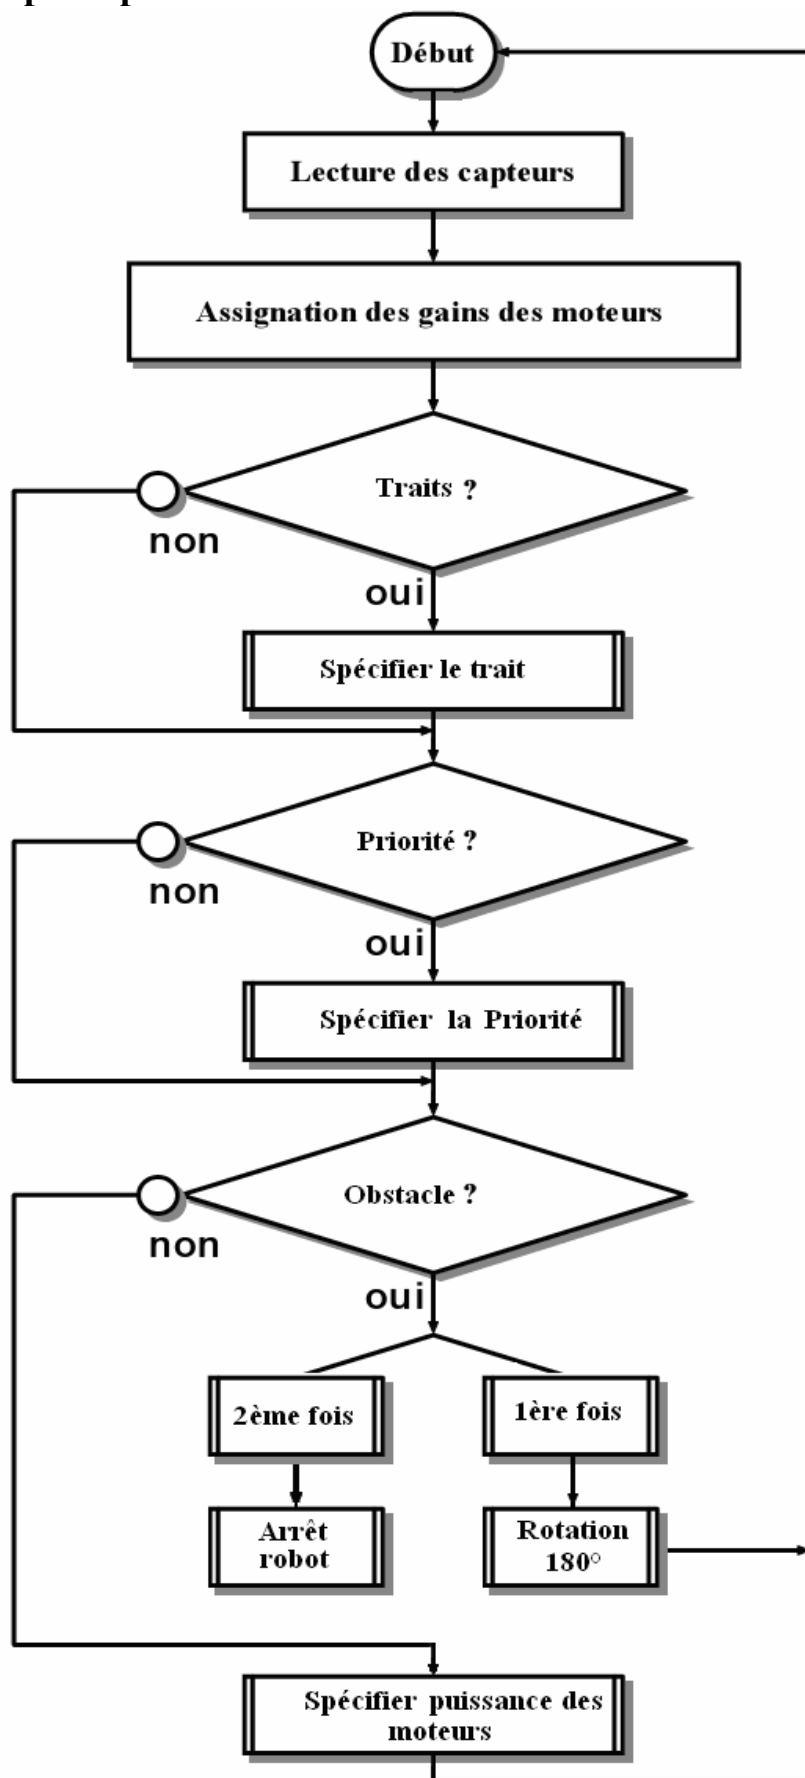 Début
Lecture des capteurs
Assignation des gains des moteurs
Traits ?
non
oui
Spécifier le trait
Priorité ?
non
oui
Spécifier la Priorité
Obstacle ?
non
oui
2ème fois
1ère fois
Arrêt
robot
Rotation
180°
Spécifier puissance des
moteurs